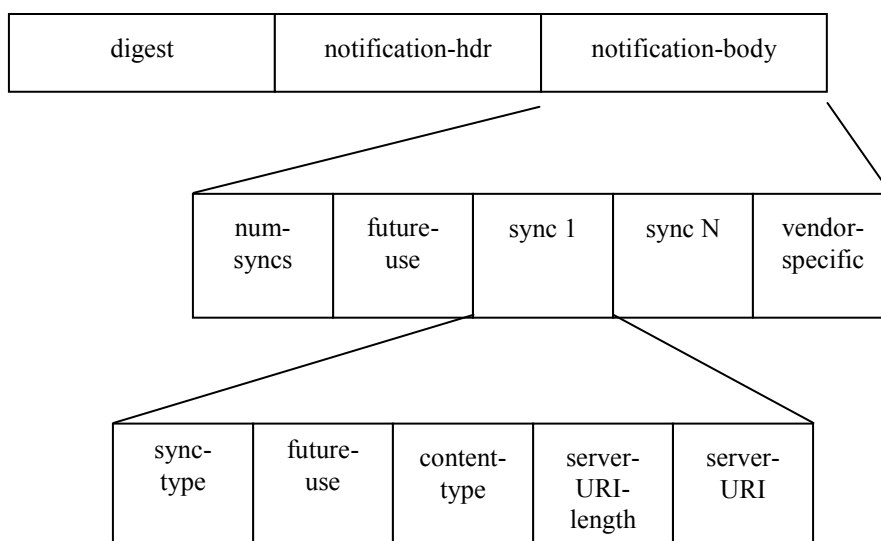 digest
notification-hdr
notification-body
num-
syncs
future-
use
sync 1
sync N
vendor-
specific
sync-
type
future-
use
content-
type
server-
URI-
length
server-
URI